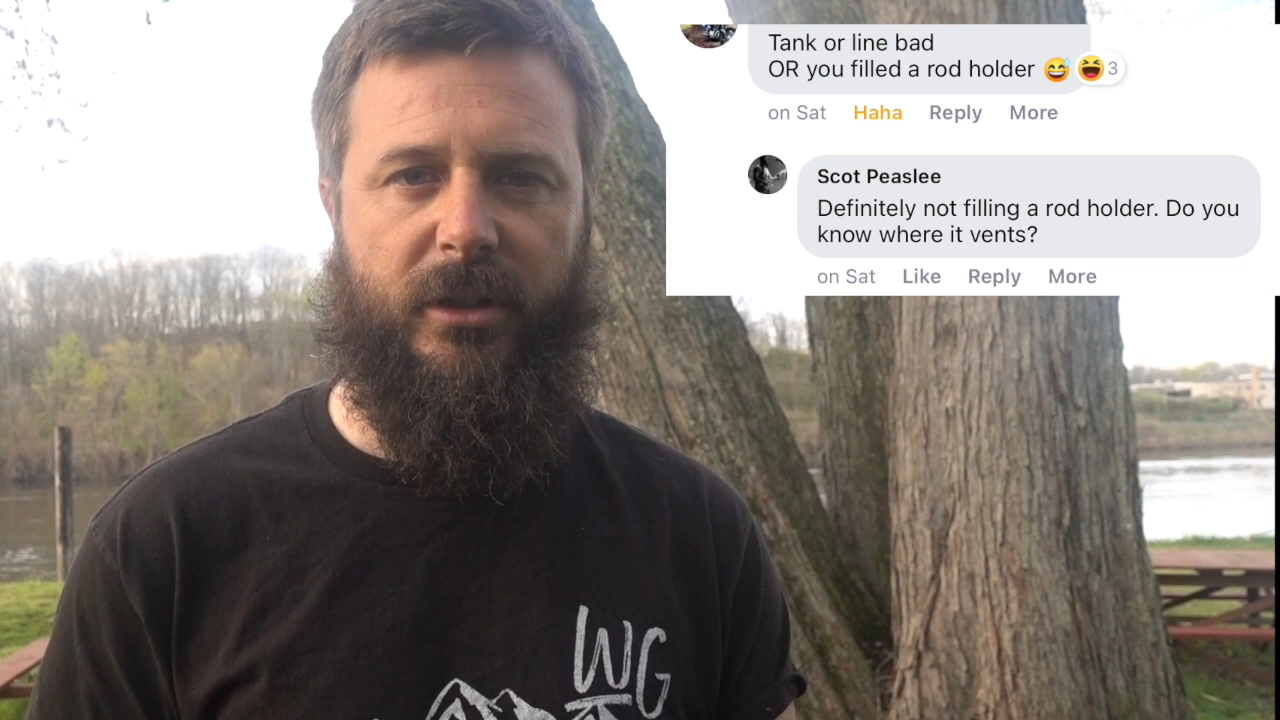 Tank or line bad
OR you filled a rod holder 😅 😆 3
on Sat Haha Reply More
Scot Peaslee
Definitely not filling a rod holder. Do you
know where it vents?
on Sat Like Reply More
WG